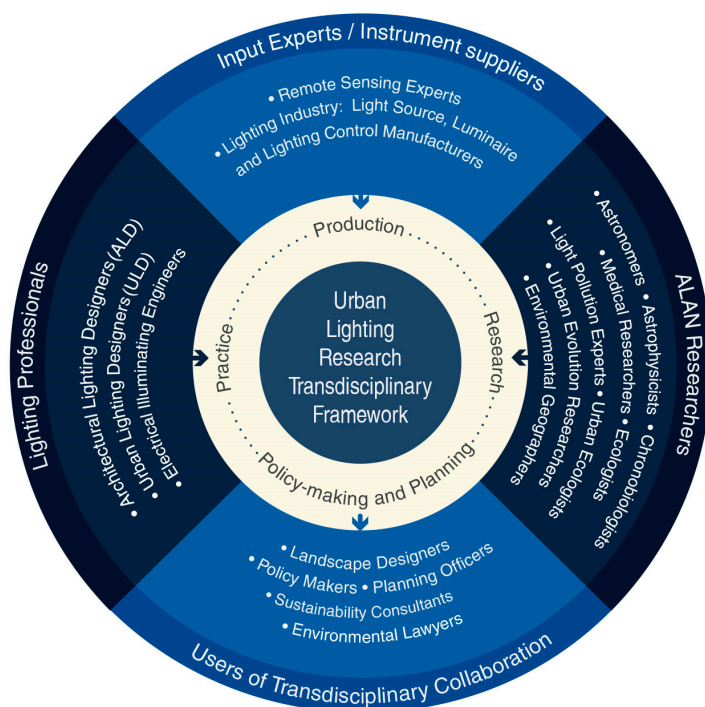 Input Experts / Instrument suppliers
• Remote Sensing Experts
• Lighting Industry: Light Source, Luminaire
and Lighting Control Manufacturers
Lighting Professionals
• Architectural Lighting Designers(ALD)
• Urban Lighting Designers(ULD)
• Electrical Illuminating Engineers
Production
Practice
Research
Policy-making and Planning
Urban
Lighting
Research
Transdisciplinary
Framework
ALAN Researchers
• Astronomers • Astrophysicists • Chronobiologists
• Medical Researchers • Ecologists
• Light Pollution Experts • Urban Ecologists
• Urban Evolution Researchers
• Environmental Geographers
• Landscape Designers
• Policy Makers • Planning Officers
• Sustainability Consultants
• Environmental Lawyers
Users of Transdisciplinary Collaboration